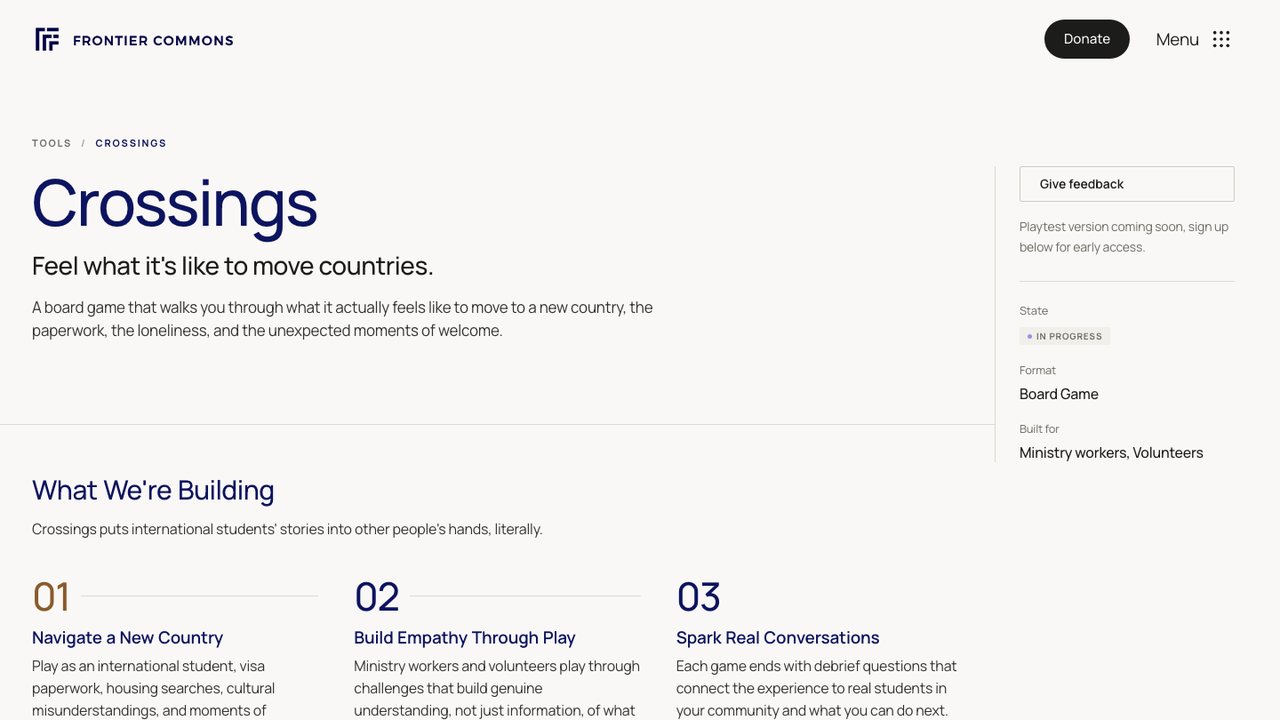 FRONTIER COMMONS
Donate
Menu
TOOLS / CROSSINGS
Crossings
Feel what it's like to move countries.
A board game that walks you through what it actually feels like to move to a new country, the
paperwork, the loneliness, and the unexpected moments of welcome.
Give feedback
Playtest version coming soon, sign up
below for early access.
State
IN PROGRESS
Format
Board Game
Built for
Ministry workers, Volunteers
What We're Building
Crossings puts international students' stories into other people's hands, literally.
01
Navigate a New Country
Play as an international student, visa
paperwork, housing searches, cultural
misunderstandings, and moments of
02
Build Empathy Through Play
Ministry workers and volunteers play through
challenges that build genuine
understanding, not just information, of what
03
Spark Real Conversations
Each game ends with debrief questions that
connect the experience to real students in
your community and what you can do next.